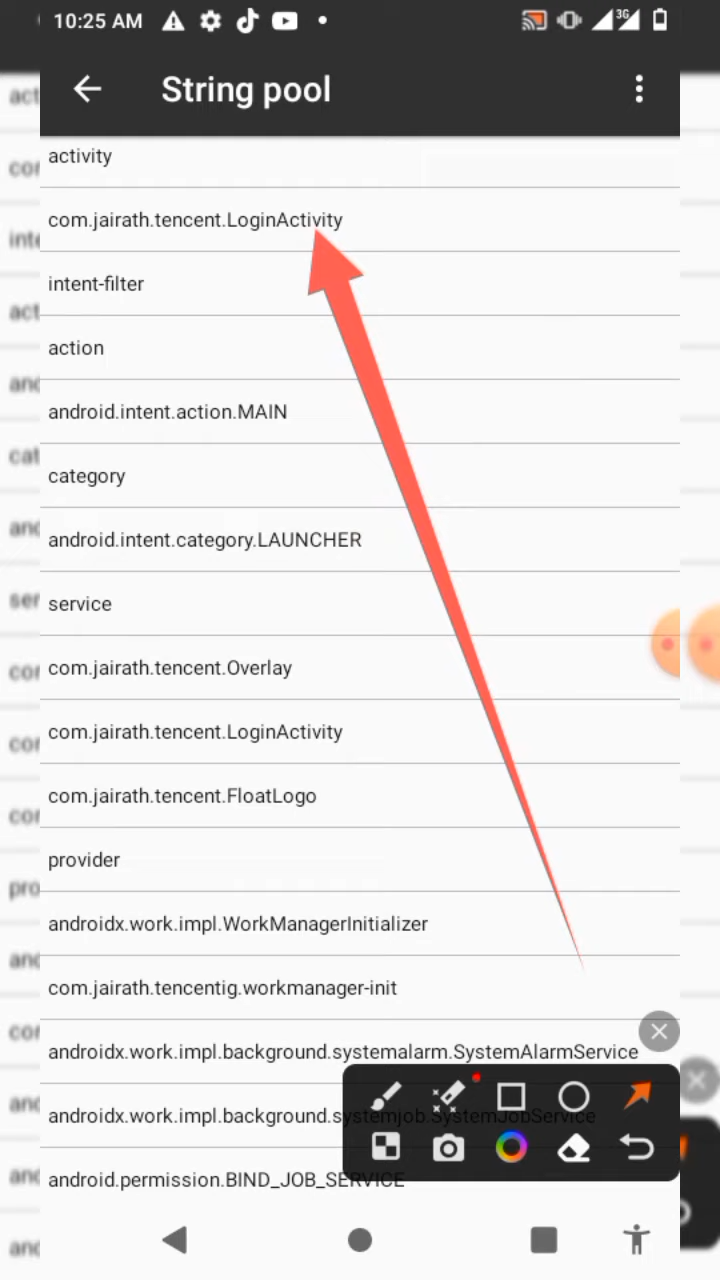 10:25 AM
3G
String pool
activity
com.jairath.tencent.LoginActivity
intent-filter
action
android.intent.action.MAIN
category
android.intent.category.LAUNCHER
service
com.jairath.tencent.Overlay
com.jairath.tencent.LoginActivity
com.jairath.tencent.FloatLogo
provider
androidx.work.impl.WorkManagerInitializer
com.jairath.tencentig.workmanager-init
androidx.work.impl.background.systemalarm.SystemAlarmService
androidx.work.impl.background.systemjob.SystemJobService
android.permission.BIND_JOB_SERVICE